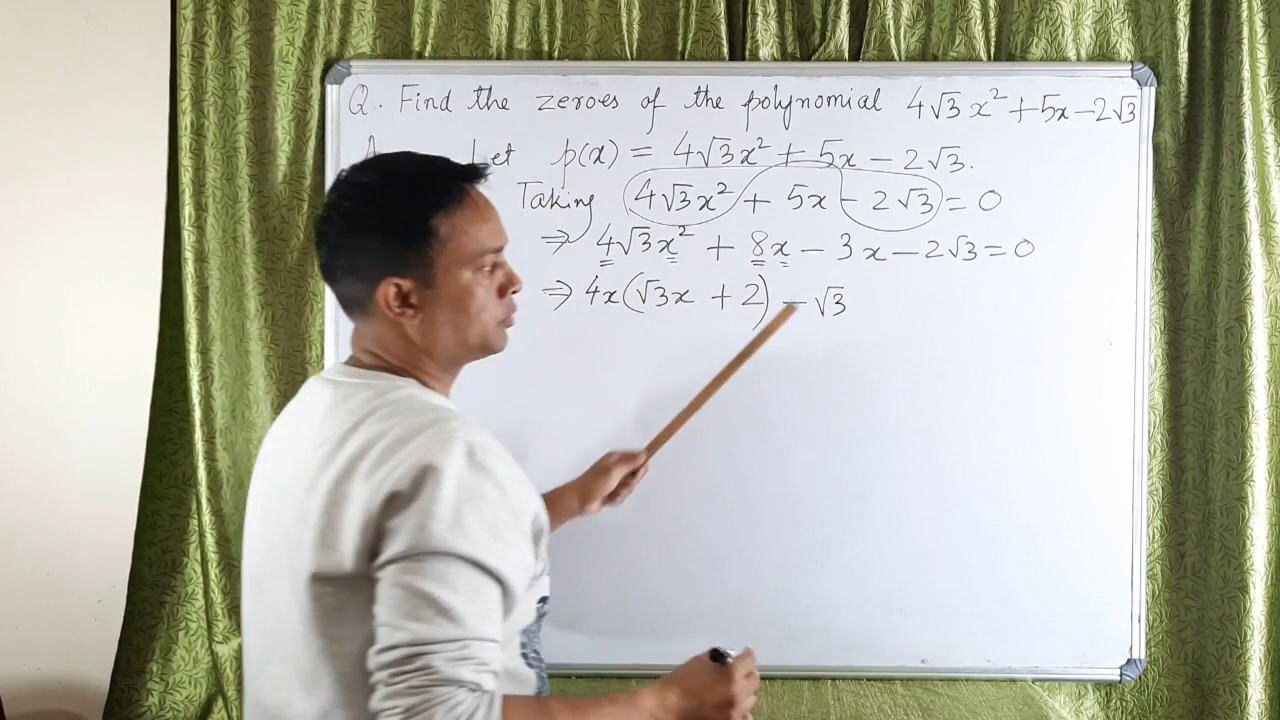 Q.. Find the zeroes of the polynomial 4√3x² + 5x - 2√3
Let p(x) = 4√3x² + 5x - 2√3.
Taking 4√3x² + 5x - 2√3 = 0
⇒ 4√3x² + 8x - 3x - 2√3 = 0
⇒ 4x(√3x + 2) - √3